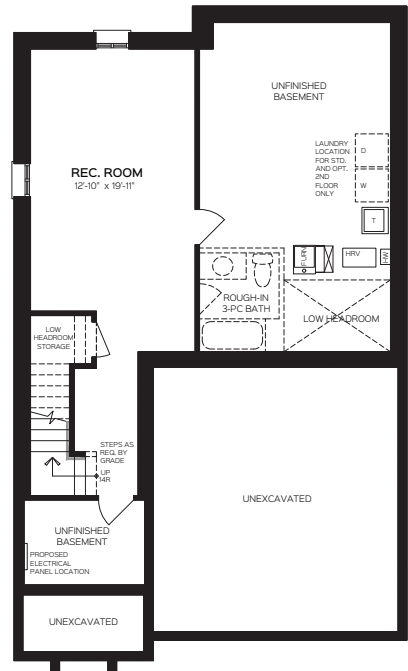 UNFINISHED
BASEMENT
LAUNDRY
LOCATION
FOR STD.
AND OPT.
2ND
FLOOR
ONLY
D
W
REC. ROOM
12'-10" x 19'-11"
T
FURN
HRV
HW
ROUGH-IN
3-PC BATH
LOW HEADROOM
LOW
HEADROOM
STORAGE
STEPS AS
REQ. BY
GRADE
UP
14R
UNEXCAVATED
UNFINISHED
BASEMENT
PROPOSED
ELECTRICAL
PANEL LOCATION
UNEXCAVATED